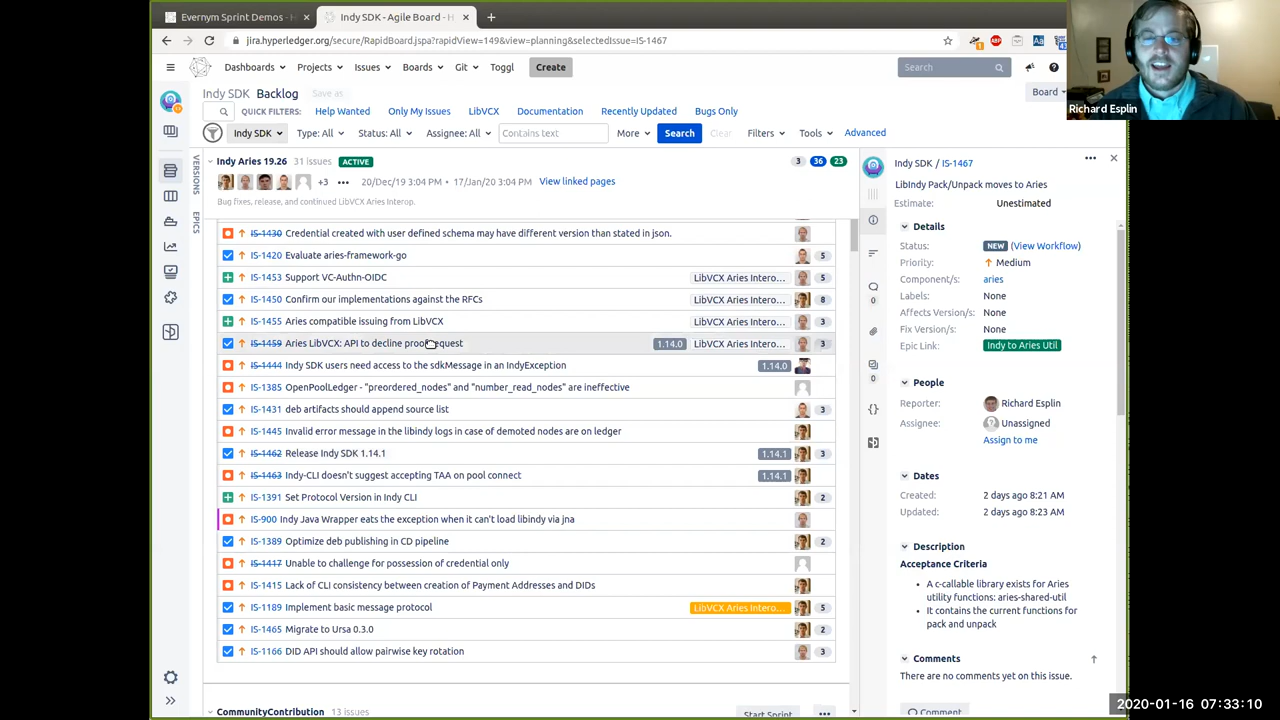 Evernym Sprint Demos - H
Indy SDK - Agile Board - H
jira.hyperledger.org/secure/RapidBoard.jspa?rapidView=149&view=planning&selectedIssue=IS-1467
Dashboards Projects Issues Boards Git Toggl Create Search
Richard Esplin
Indy SDK Backlog Save as Board
QUICK FILTERS: Help Wanted Only My Issues LibVCX Documentation Recently Updated Bugs Only
Indy SDK Type: All Status: All Assignee: All Contains text More Search Clear Filters Tools Advanced
VERSIONS
EPICS
Indy Aries 19.26 31 issues ACTIVE 3 36 23
+3 20/Dec/19 3:04 PM • 17/Jan/20 3:04 PM View linked pages
Bug fixes, release, and continued LibVCX Aries Interop.
IS-1430 Credential created with user defined schema may have different version than stated in json.
IS-1420 Evaluate aries-framework-go 5
IS-1453 Support VC-Authn-OIDC LibVCX Aries Intero... 5
IS-1450 Confirm our implementations against the RFCs LibVCX Aries Intero... 8
IS-1455 Aries compatible issuing from LibVCX LibVCX Aries Intero... 3
IS-1459 Aries LibVCX: API to decline proof request 1.14.0 LibVCX Aries Intero... 3
IS-1444 Indy SDK users need access to the sdkMessage in an IndyException 1.14.0
IS-1385 OpenPoolLedger - "preordered_nodes" and "number_read_nodes" are ineffective
IS-1431 deb artifacts should append source list 3
IS-1445 Invalid error message in the libindy logs in case of demoted nodes are on ledger
IS-1462 Release Indy SDK 1.14.1 1.14.1 3
IS-1463 Indy-CLI doesn't suggest accepting TAA on pool connect 1.14.1
IS-1391 Set Protocol Version in Indy CLI 2
IS-900 Indy Java Wrapper eats the exception when it can't load libindy via jna
IS-1389 Optimize deb publishing in CD pipeline 2
IS-1417 Unable to challenge for possession of credential only
IS-1415 Lack of CLI consistency between creation of Payment Addresses and DIDs
IS-1189 Implement basic message protocol LibVCX Aries Intero... 5
IS-1465 Migrate to Ursa 0.3.0 2
IS-1166 DID API should allow pairwise key rotation 3
CommunityContribution 13 issues Start Sprint
Indy SDK / IS-1467
LibIndy Pack/Unpack moves to Aries
Estimate: Unestimated
Details
Status: NEW (View Workflow)
Priority: Medium
Component/s: aries
Labels: None
Affects Version/s: None
Fix Version/s: None
Epic Link: Indy to Aries Util
People
Reporter: Richard Esplin
Assignee: Unassigned
Assign to me
Dates
Created: 2 days ago 8:21 AM
Updated: 2 days ago 8:23 AM
Description
Acceptance Criteria
• A c-callable library exists for Aries
utility functions: aries-shared-util
• It contains the current functions for
pack and unpack
Comments
There are no comments yet on this issue.
Comment
2020-01-16 07:33:10